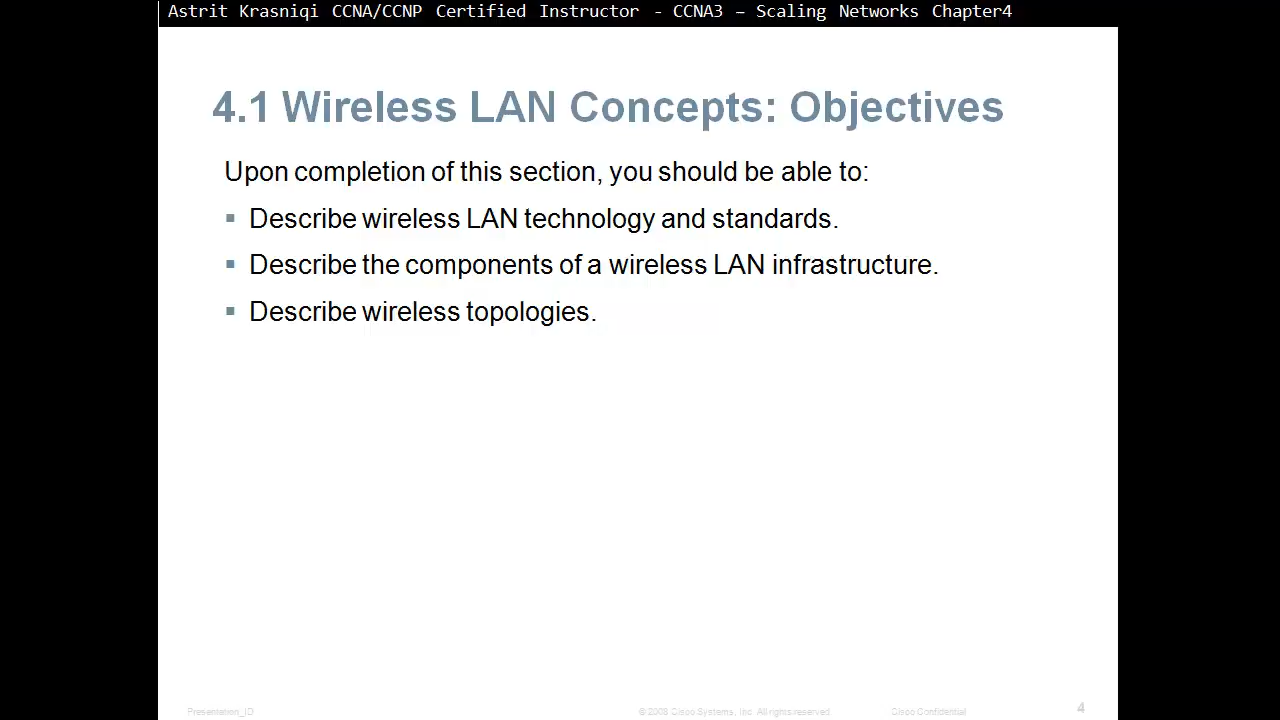 Astrit Krasniqi CCNA/CCNP Certified Instructor - CCNA3 – Scaling Networks Chapter4
4.1 Wireless LAN Concepts: Objectives
Upon completion of this section, you should be able to:
▪ Describe wireless LAN technology and standards.
▪ Describe the components of a wireless LAN infrastructure.
▪ Describe wireless topologies.
Presentation_ID © 2008 Cisco Systems, Inc. All rights reserved. Cisco Confidential 4